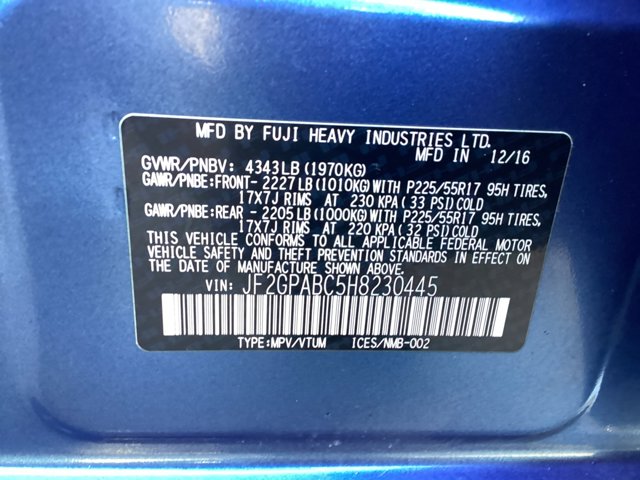 MFD BY FUJI HEAVY INDUSTRIES LTD.
MFD IN 12/16
GVWR/PNBV: 4343LB (1970KG)
GAWR/PNBE:FRONT- 2227LB(1010KG)WITH P225/55R17 95H TIRES,
17X7J RIMS AT 230 KPA(33 PSI)COLD
GAWR/PNBE:REAR - 2205LB(1000KG)WITH P225/55R17 95H TIRES,
17X7J RIMS AT 220 KPA(32 PSI)COLD
THIS VEHICLE CONFORMS TO ALL APPLICABLE FEDERAL MOTOR
VEHICLE SAFETY AND THEFT PREVENTION STANDARDS IN EFFECT ON
THE DATE OF MANUFACTURE SHOWN ABOVE.
VIN: JF2GPABC5H8230445
TYPE:MPV/VTUM ICES/NMB-002